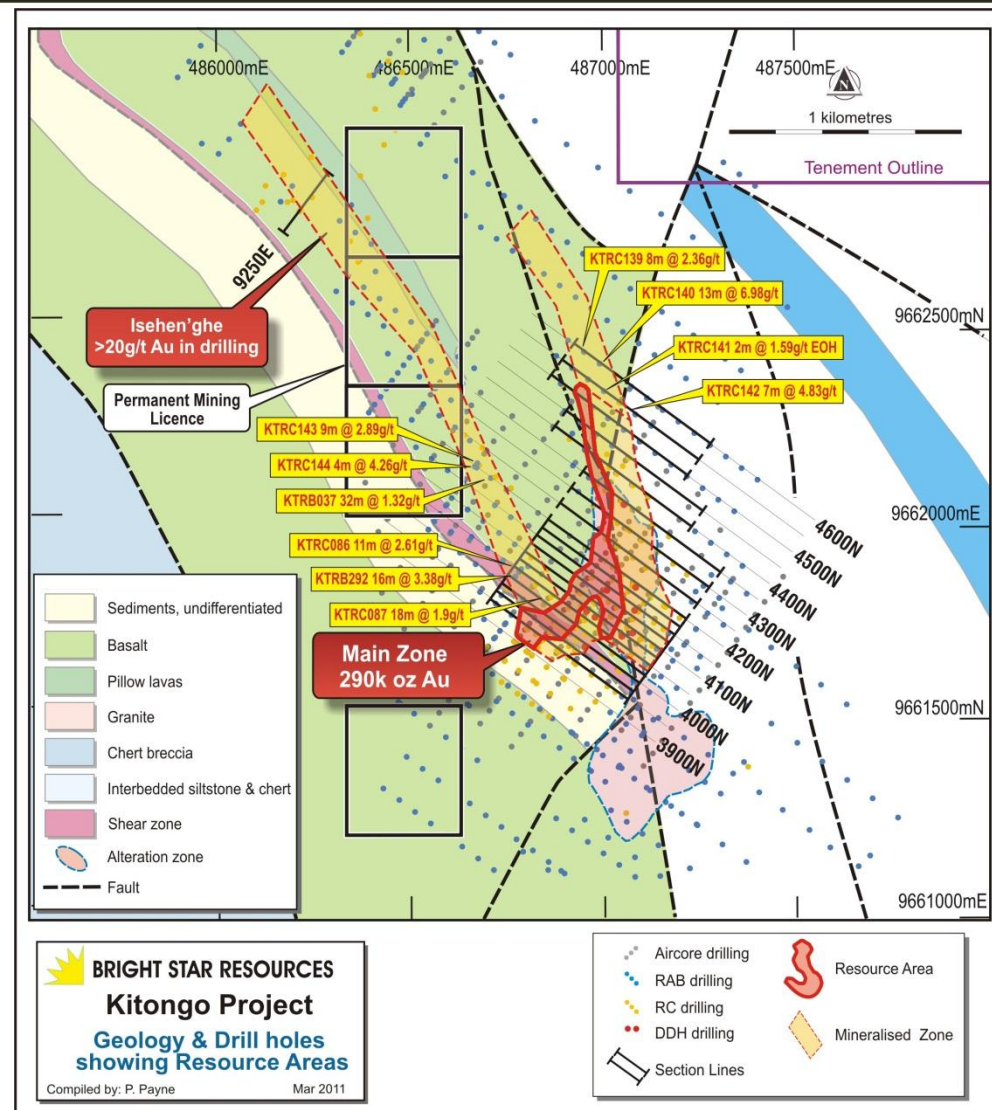 486000mE
486500mE
487000mE
487500mE
N
1 kilometres
Tenement Outline
9250E
KTRC139 8m @ 2.36g/t
KTRC140 13m @ 6.98g/t
9662500mN
Isehen'ghe
>20g/t Au in drilling
KTRC141 2m @ 1.59g/t EOH
Permanent Mining
Licence
KTRC142 7m @ 4.83g/t
KTRC143 9m @ 2.89g/t
KTRC144 4m @ 4.26g/t
KTRB037 32m @ 1.32g/t
9662000mE
KTRC086 11m @ 2.61g/t
KTRB292 16m @ 3.38g/t
KTRC087 18m @ 1.9g/t
4600N
4500N
4400N
4300N
4200N
4100N
4000N
3900N
Main Zone
290k oz Au
9661500mN
9661000mE
Sediments, undifferentiated
Basalt
Pillow lavas
Granite
Chert breccia
Interbedded siltstone & chert
Shear zone
Alteration zone
Fault
BRIGHT STAR RESOURCES
Kitongo Project
Geology & Drill holes
showing Resource Areas
Compiled by: P. Payne
Mar 2011
Aircore drilling
RAB drilling
RC drilling
DDH drilling
Section Lines
Resource Area
Mineralised Zone